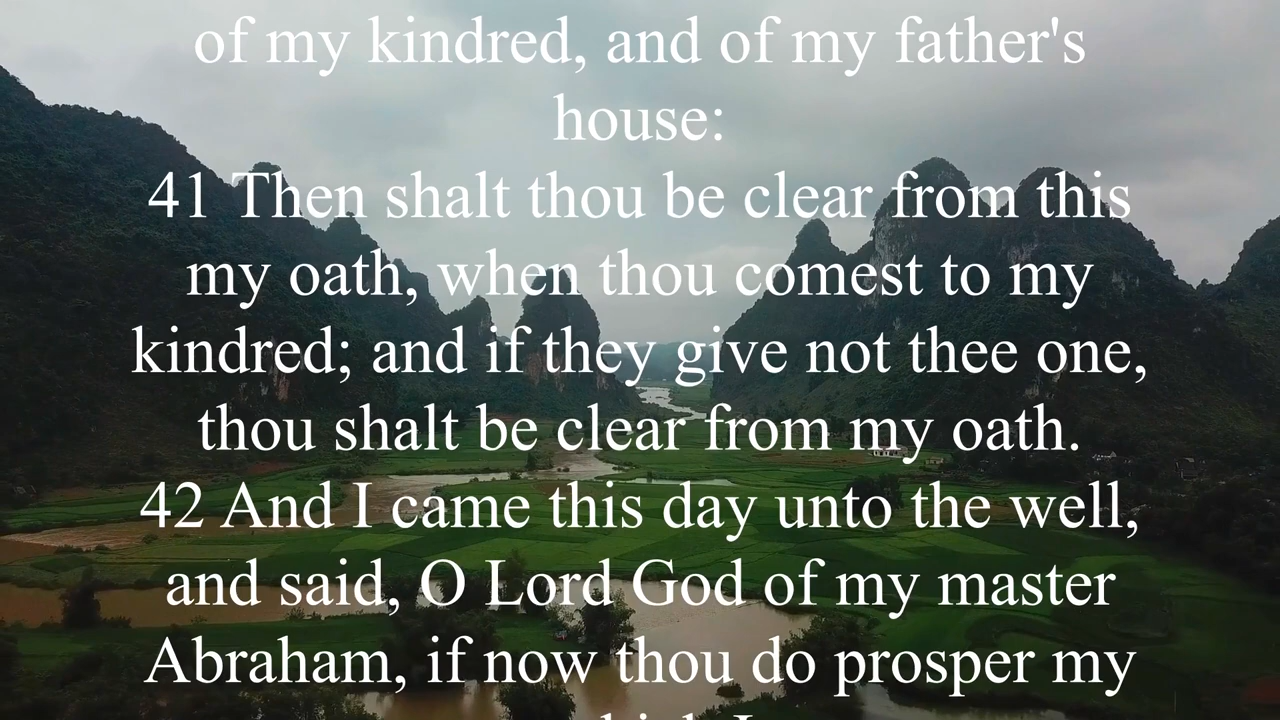 of my kindred, and of my father's
house:
41 Then shalt thou be clear from this
my oath, when thou comest to my
kindred; and if they give not thee one,
thou shalt be clear from my oath.
42 And I came this day unto the well,
and said, O Lord God of my master
Abraham, if now thou do prosper my